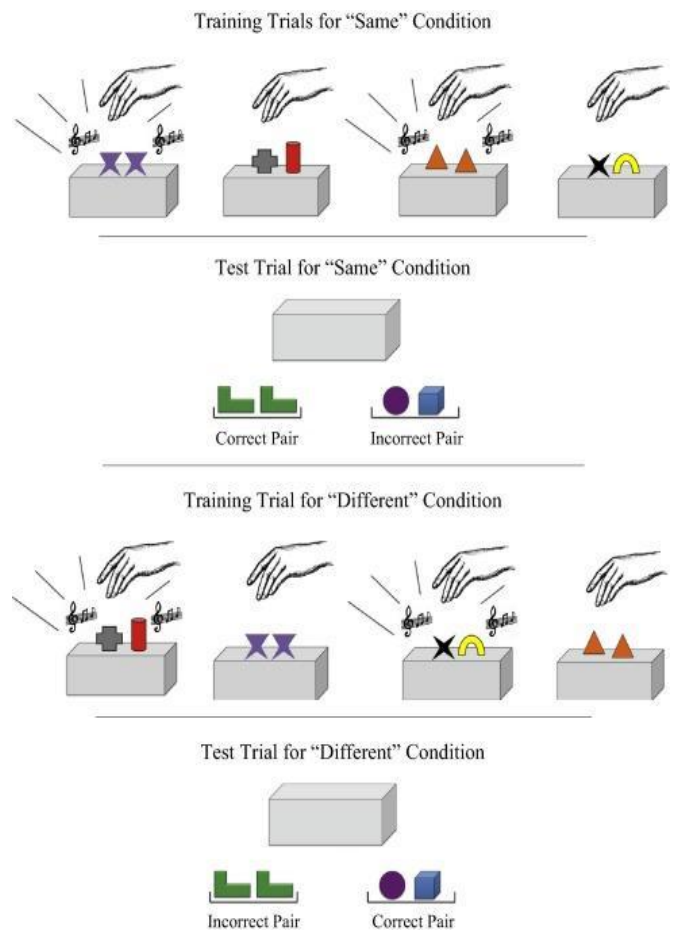 Training Trials for “Same” Condition
Test Trial for “Same” Condition
Correct Pair
Incorrect Pair
Training Trial for “Different” Condition
Test Trial for “Different” Condition
Incorrect Pair
Correct Pair